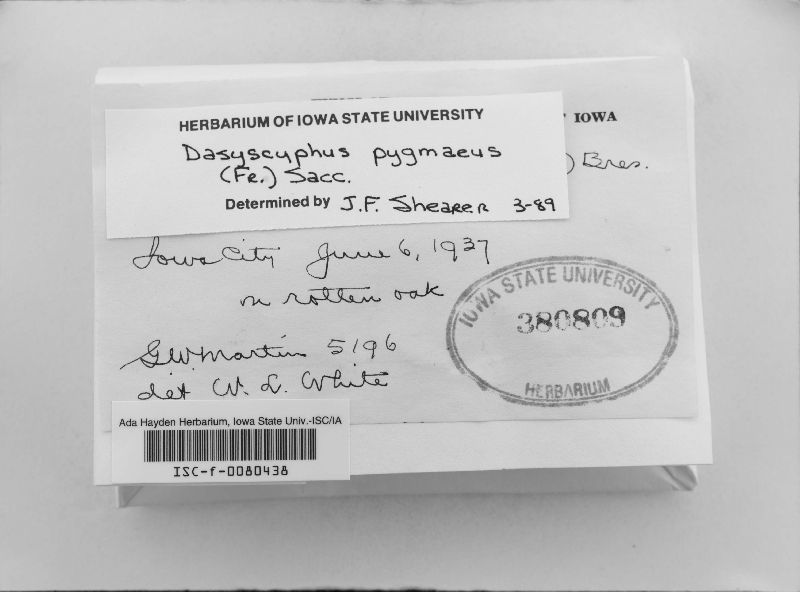 HERBARIUM OF IOWA STATE UNIVERSITY
Dasyscyphus pygmaeus
(Fr.) Sacc.
Determined by J.F. Shearer 3-89
IOWA
) Bres.
Iowa City June 6, 1937
on rotten oak
G.W. Martin 5196
det W. L. White
IOWA STATE UNIVERSITY
380809
HERBARIUM
Ada Hayden Herbarium, Iowa State Univ.-ISC/IA
ISC-f-0080438